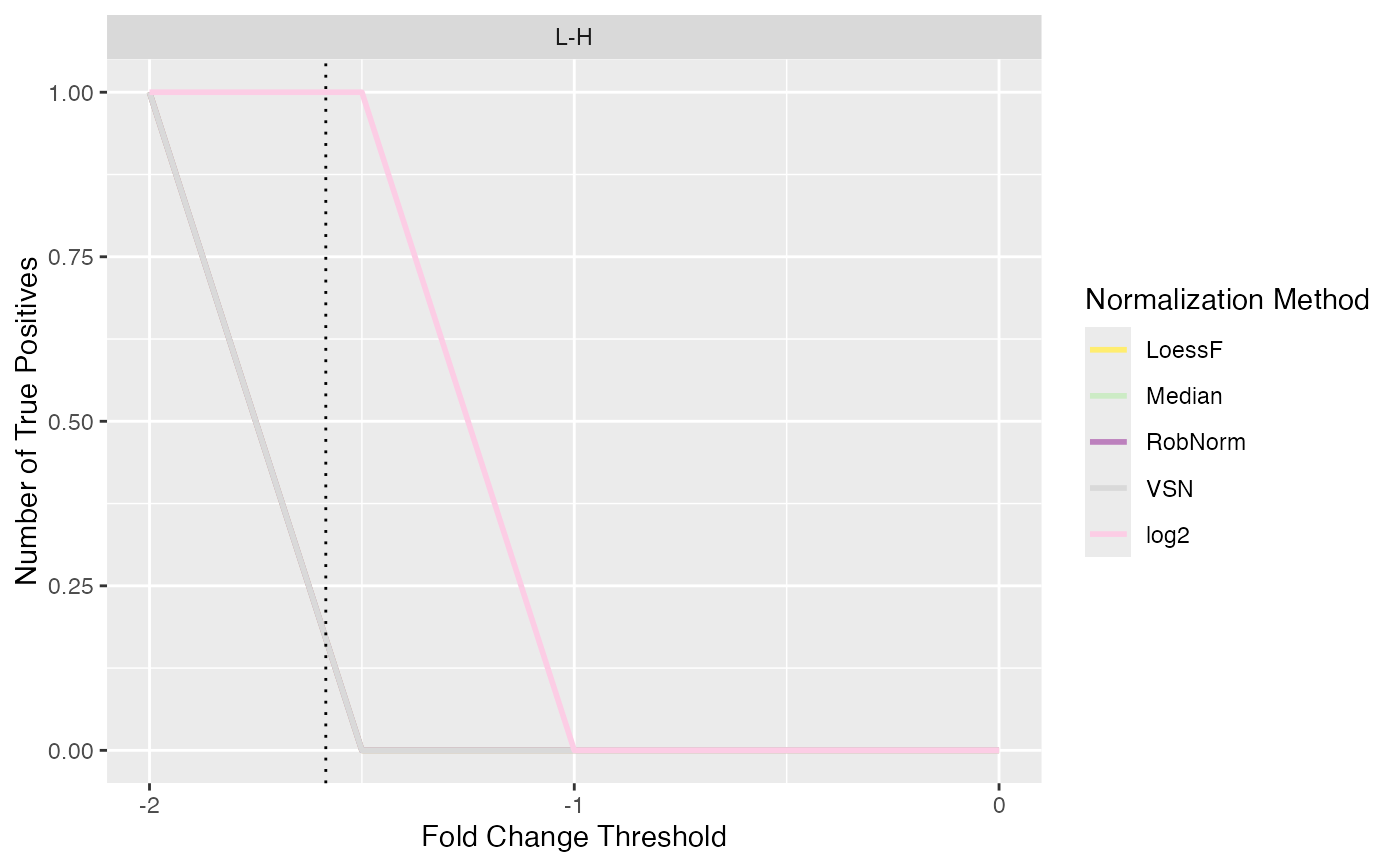 L-H
1.00
0.75
0.50
0.25
0.00
Number of True Positives
-2
-1
0
Fold Change Threshold
Normalization Method
LoessF
Median
RobNorm
VSN
log2